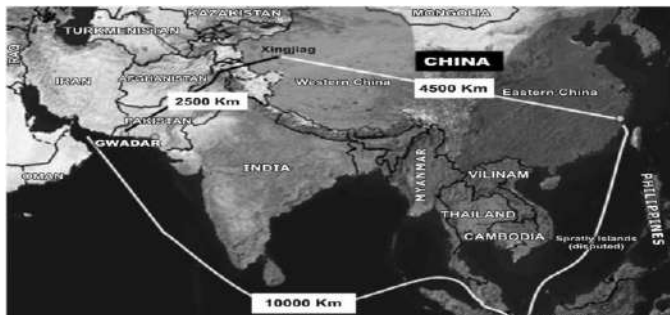 KAZAKHSTAN
MONGOLIA
TURKMENISTAN
Xingjiag
CHINA
IRAN
AFGHANISTAN
Western China
4500 Km
Eastern China
2500 Km
PAKISTAN
GWADAR
OMAN
INDIA
MYANMAR
VILINAM
THAILAND
CAMBODIA
PHILIPPINES
Spratly Islands
(disputed)
10000 Km